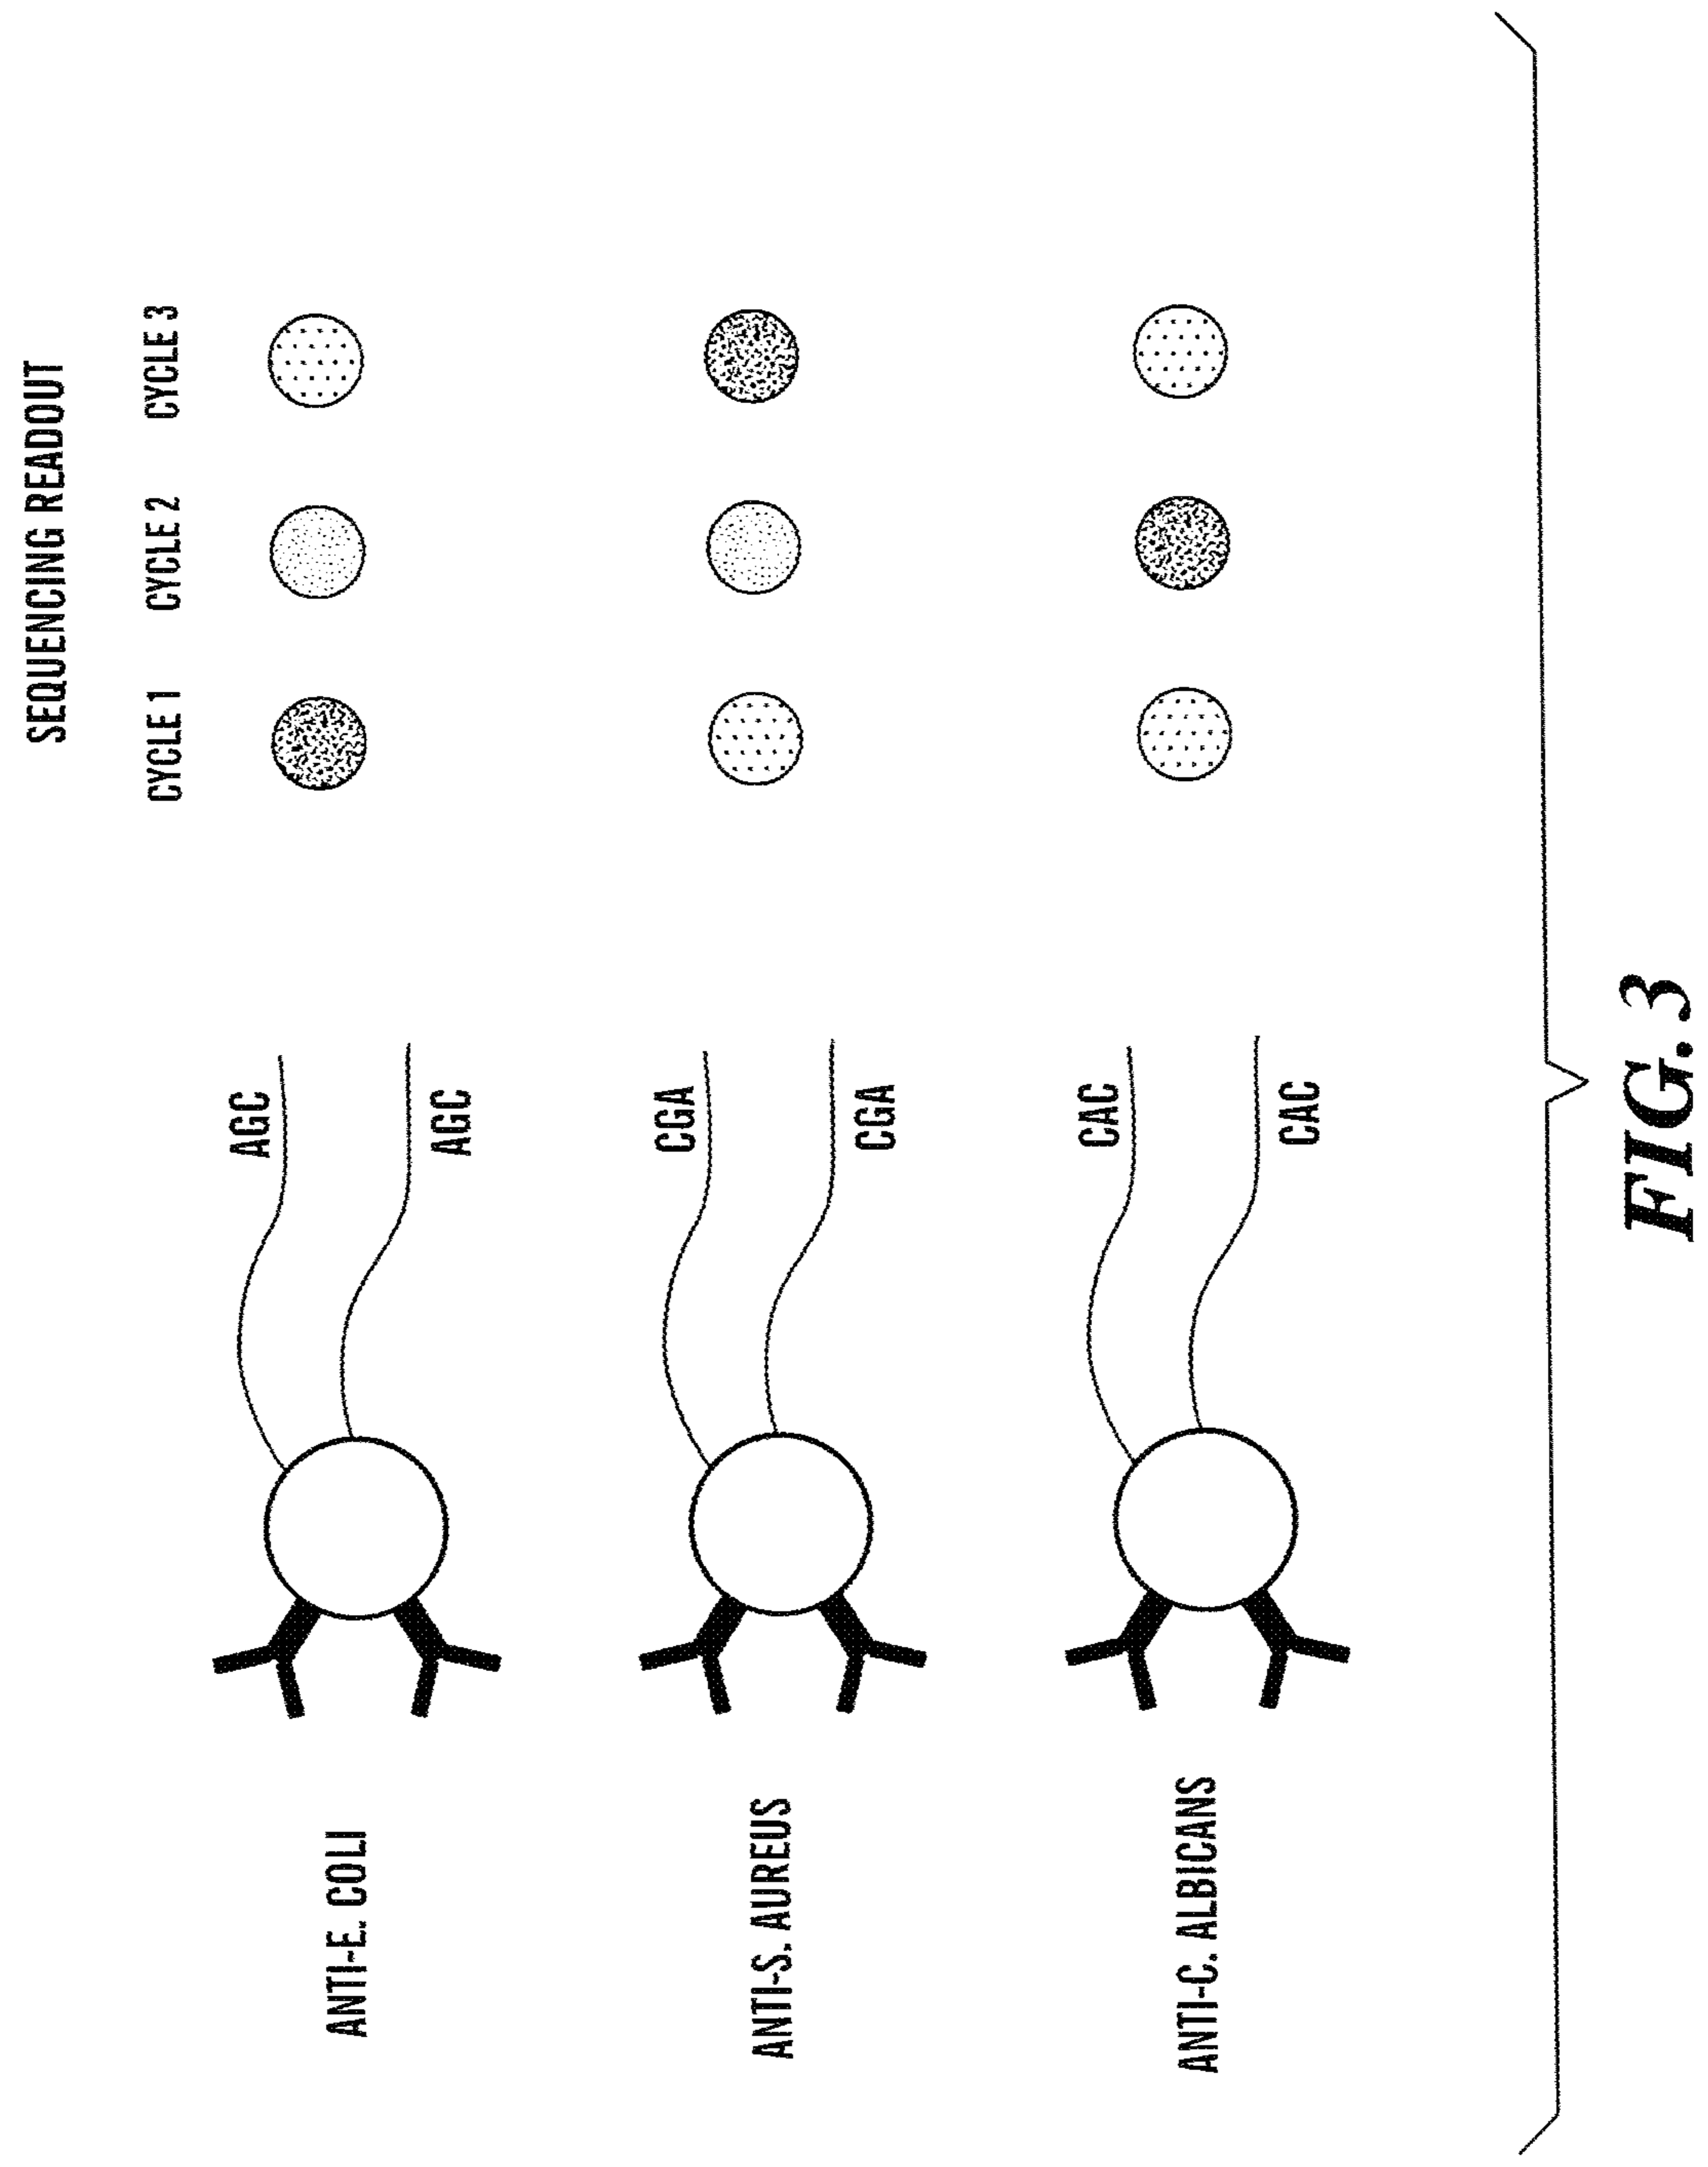 SEQUENCING READOUT
CYCLE 1 CYCLE 2 CYCLE 3
AGC
ANTI-E. COLI
AGC
CGA
ANTI-S. AUREUS
CGA
CAC
ANTI-C. ALBICANS
CAC
FIG. 3